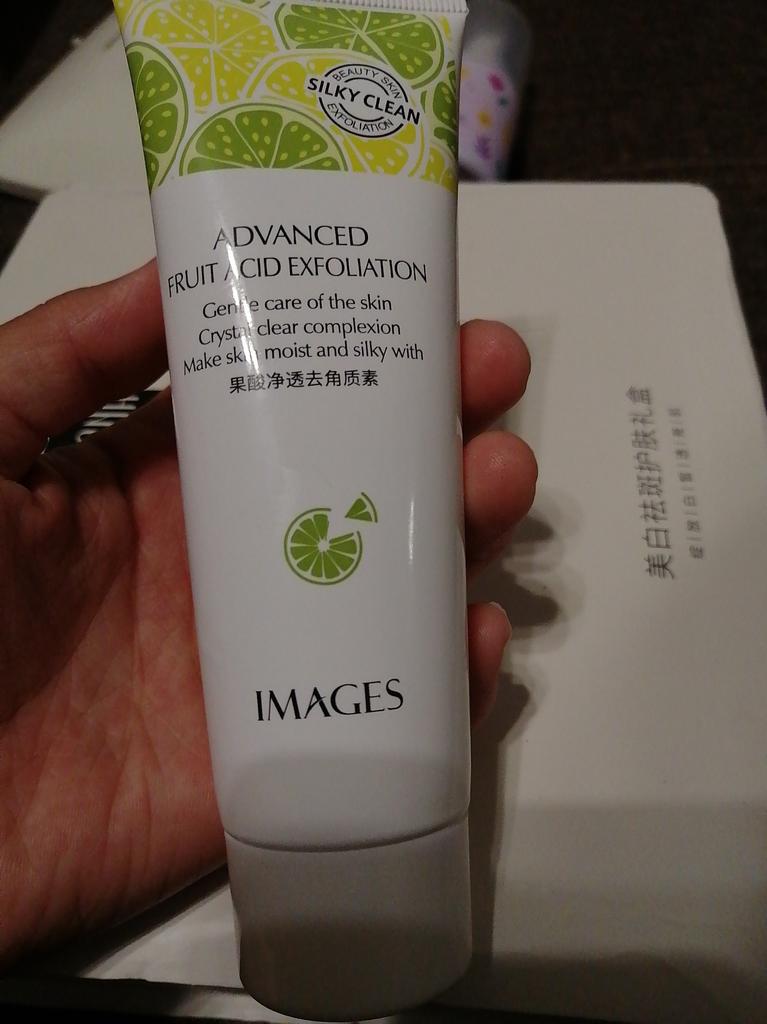 BEAUTY SKIN
SILKY CLEAN
EXFOLIATION
ADVANCED
FRUIT ACID EXFOLIATION
Gentle care of the skin
Crystal clear complexion
Make skin moist and silky with
果酸净透去角质素
IMAGES
美白祛斑护肤礼盒